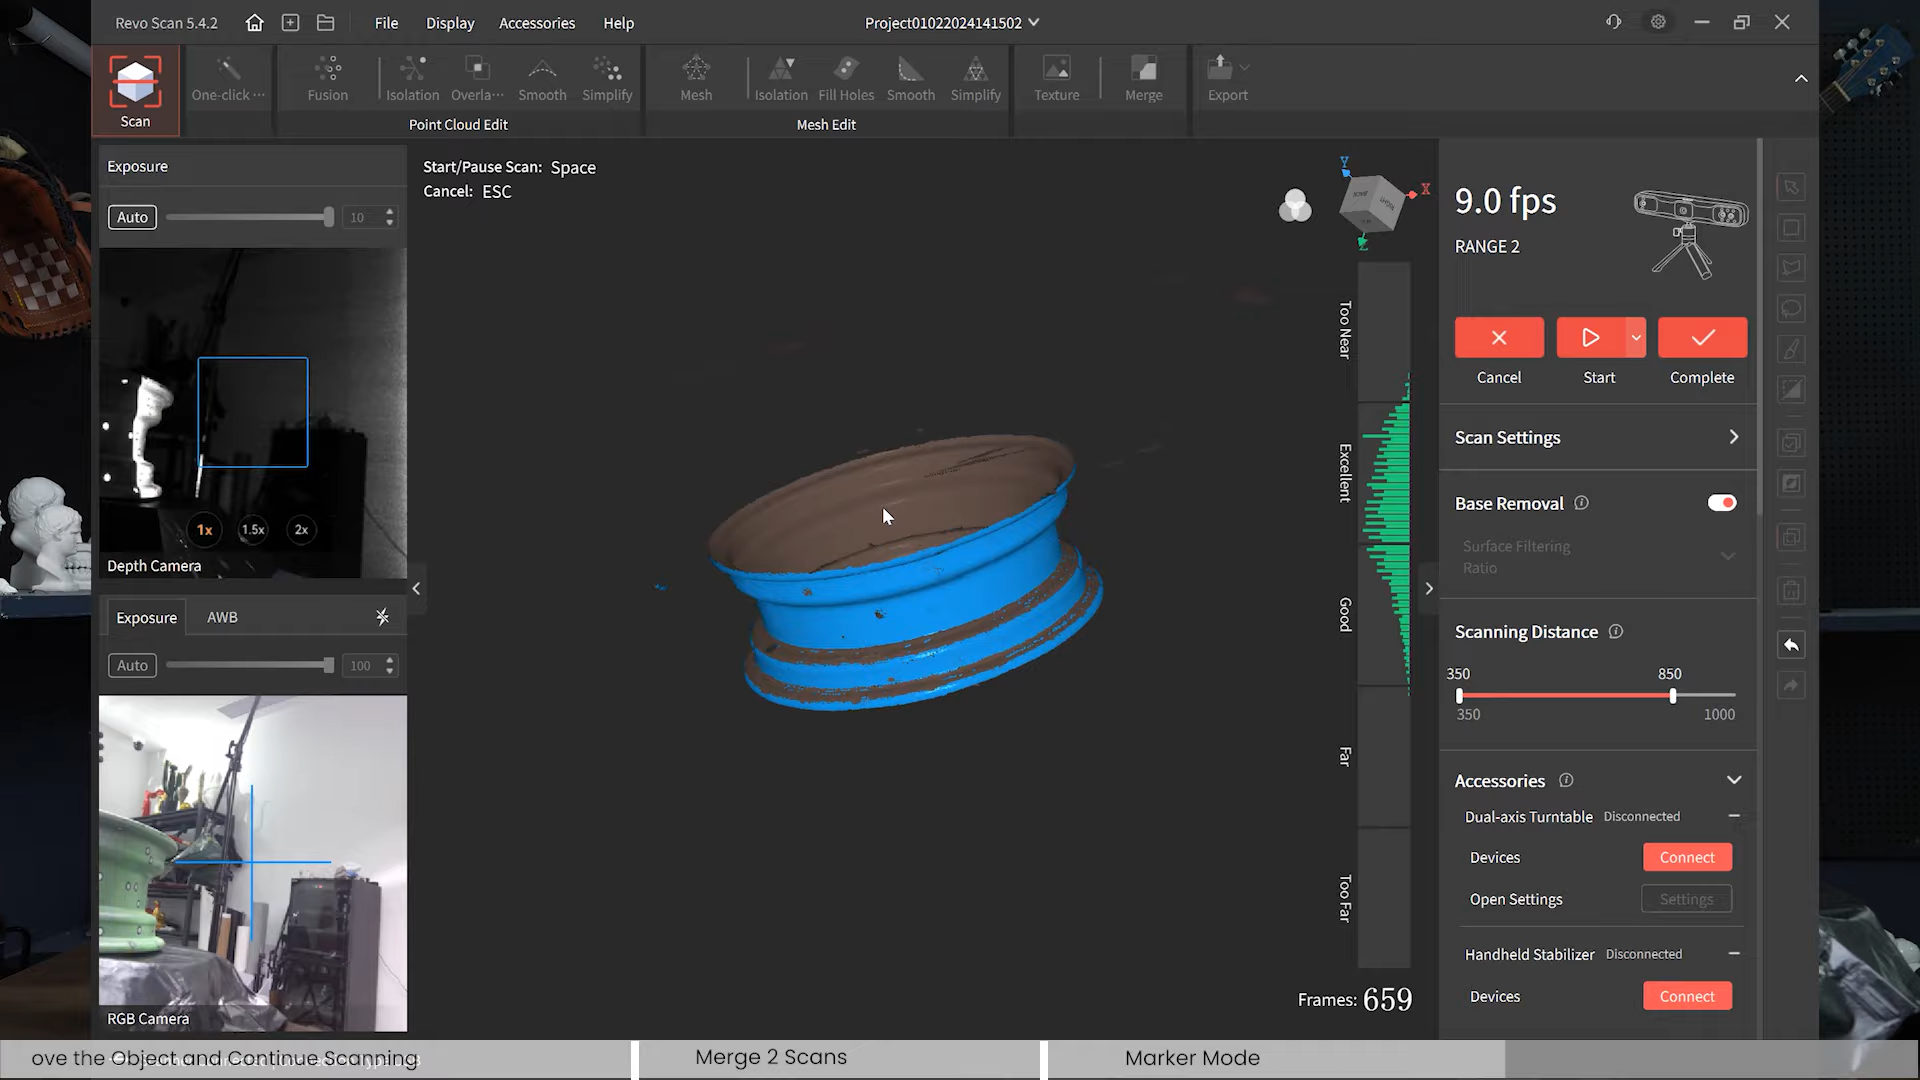 Revo Scan 5.4.2
File Display Accessories Help
Project01022024141502
Scan
One-click ···
Fusion
Isolation
Overla···
Smooth
Simplify
Point Cloud Edit
Mesh
Isolation
Fill Holes
Smooth
Simplify
Mesh Edit
Texture
Merge
Export
Exposure
Auto 10
1x 1.5x 2x
Depth Camera
Exposure AWB
Auto 100
RGB Camera
Start/Pause Scan: Space
Cancel: ESC
Y
X
Z
Too Near
Excellent
Good
Far
Too Far
Frames: 659
9.0 fps
RANGE 2
Cancel Start Complete
Scan Settings
Base Removal
Surface Filtering
Ratio
Scanning Distance
350 850
350 1000
Accessories
Dual-axis Turntable Disconnected
Devices Connect
Open Settings Settings
Handheld Stabilizer Disconnected
Devices Connect
ove the Object and Continue Scanning
Merge 2 Scans
Marker Mode